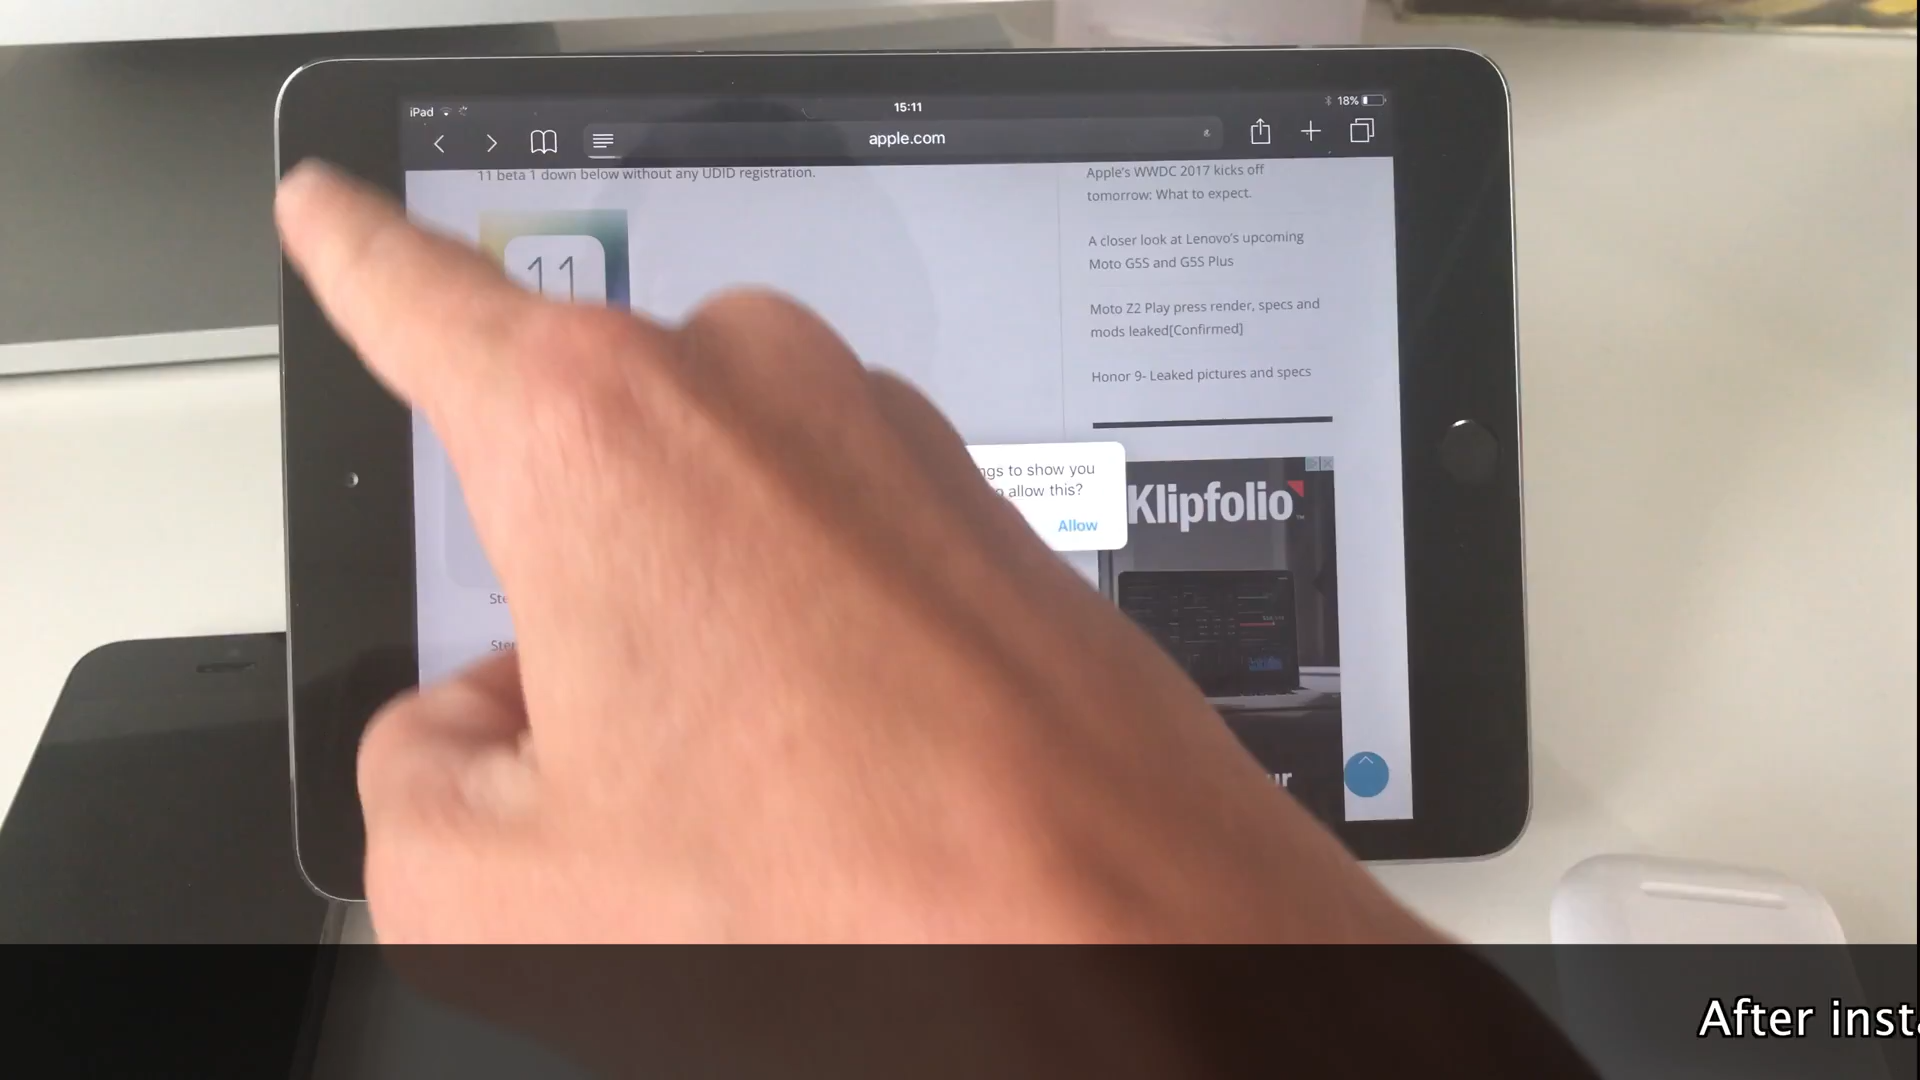 iPad
15:11
18%
apple.com
11 beta 1 down below without any UDID registration.
11
Apple's WWDC 2017 kicks off
tomorrow: What to expect.
A closer look at Lenovo's upcoming
Moto G5S and G5S Plus
Moto Z2 Play press render, specs and
mods leaked[Confirmed]
Honor 9- Leaked pictures and specs
to show you
allow this?
Allow
Klipfolio
After